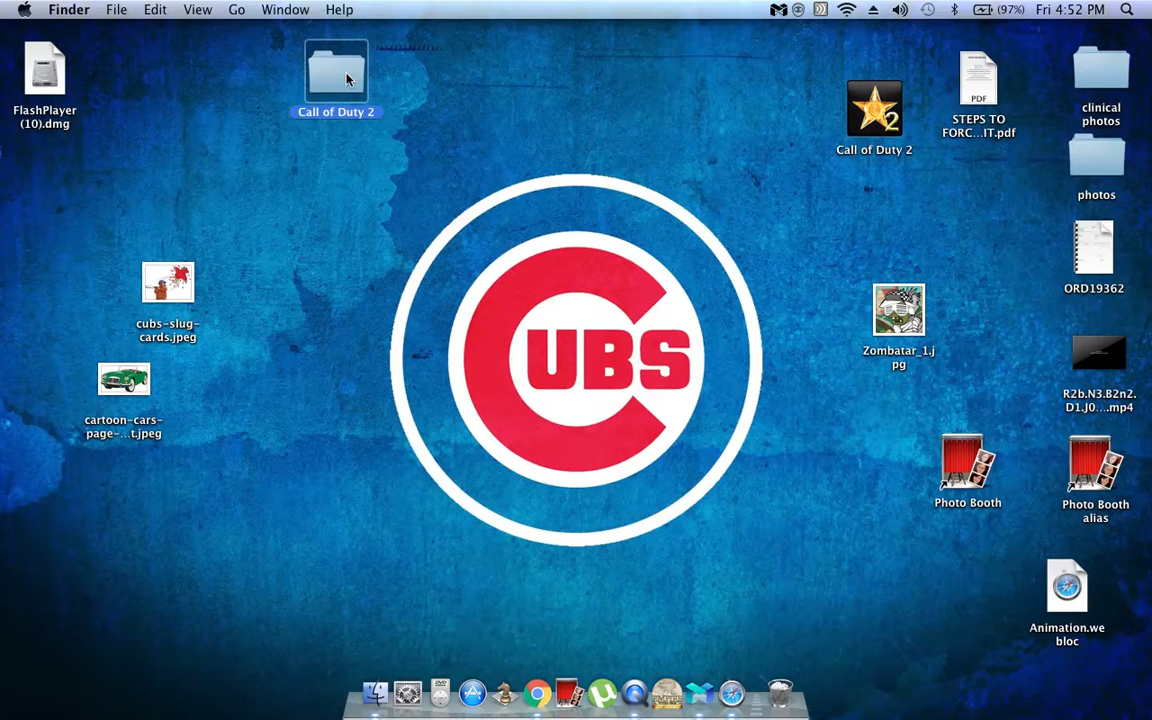 Finder File Edit View Go Window Help
(97%) Fri 4:52 PM
FlashPlayer
(10).dmg
Call of Duty 2
2
Call of Duty 2
PDF
STEPS TO
FORC...IT.pdf
clinical
photos
photos
ORD19362
cubs-slug-
cards.jpeg
CUBS
Zombatar_1.j
pg
R2b.N3.B2n2.
D1.J0....mp4
cartoon-cars-
page-...t.jpeg
Photo Booth
Photo Booth
alias
Animation.we
bloc